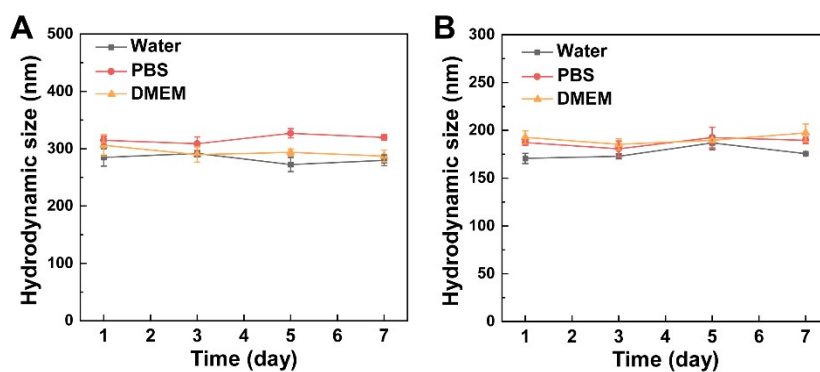 A
Hydrodynamic size (nm)
500
400
300
200
100
0
Water
PBS
DMEM
1 2 3 4 5 6 7
Time (day)
B
Hydrodynamic size (nm)
300
250
200
150
100
50
0
Water
PBS
DMEM
1 2 3 4 5 6 7
Time (day)